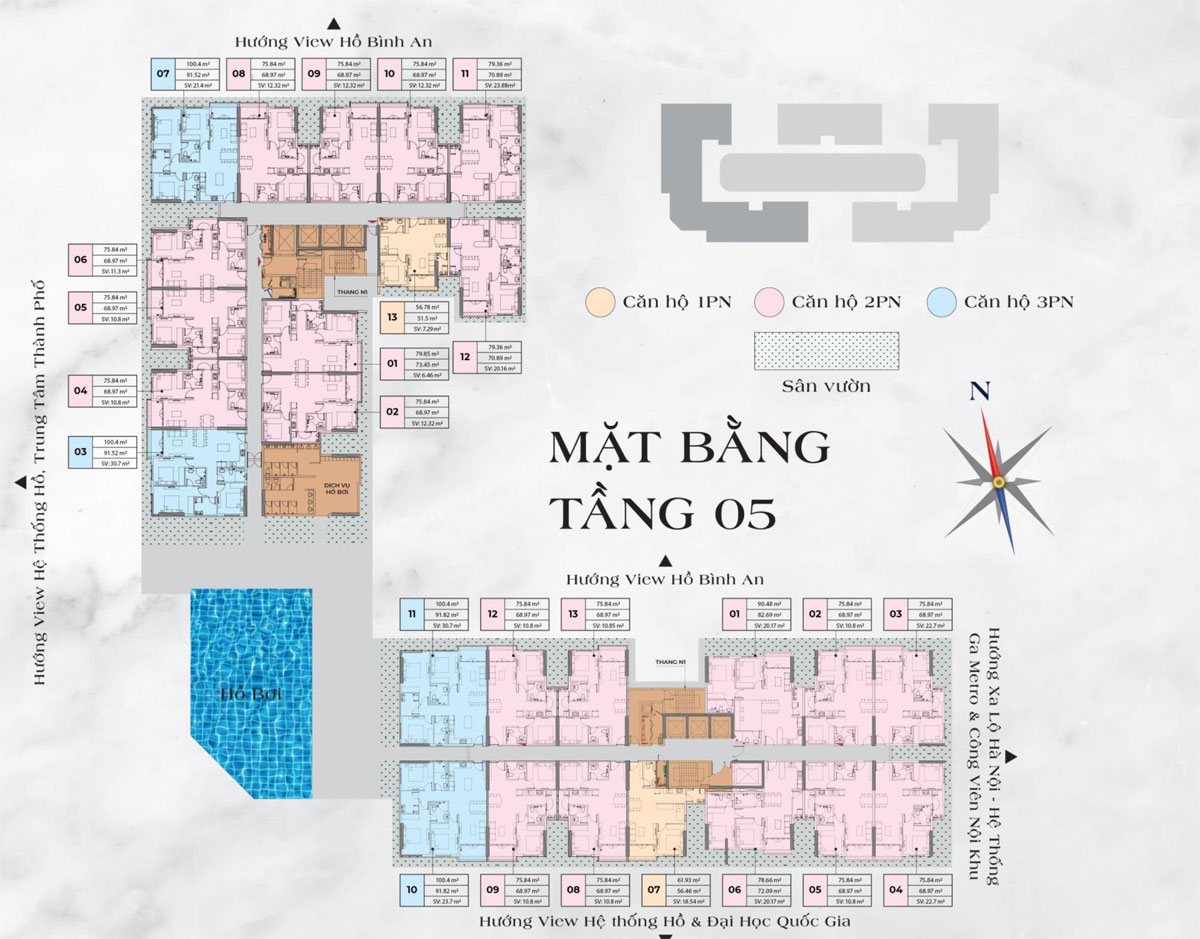 Hướng View Hồ Bình An
07 100.4 m² 91.52 m² SV: 21.4 m²
08 75.84 m² 68.97 m² SV: 12.32 m²
09 75.84 m² 68.97 m² SV: 12.32 m²
10 75.84 m² 68.97 m² SV: 12.32 m²
11 79.36 m² 70.89 m² SV: 23.88m²
06 75.84 m² 68.97 m² SV: 11.3 m²
05 75.84 m² 68.97 m² SV: 10.8 m²
04 75.84 m² 68.97 m² SV: 10.8 m²
03 100.4 m² 91.52 m² SV: 30.7 m²
THANG N1
13 56.78 m² 51.5 m² SV: 7.29 m²
01 79.85 m² 73.45 m² SV: 6.46 m²
12 79.36 m² 70.89 m² SV: 20.16 m²
02 75.84 m² 68.97 m² SV: 12.32 m²
DỊCH VỤ
HỒ BƠI
Hướng View Hệ Thống Hồ, Trung Tâm Thành Phố
Căn hộ 1PN
Căn hộ 2PN
Căn hộ 3PN
Sân vườn
N
MẶT BẰNG
TẦNG 05
Hồ Bơi
Hướng View Hồ Bình An
11 100.4 m² 91.82 m² SV: 30.7 m²
12 75.84 m² 68.97 m² SV: 10.8 m²
13 75.84 m² 68.97 m² SV: 10.85 m²
01 90.48 m² 82.69 m² SV: 20.17 m²
02 75.84 m² 68.97 m² SV: 10.8 m²
03 75.84 m² 68.97 m² SV: 22.7 m²
THANG N1
Hướng Xa Lộ Hà Nội - Hệ Thống
Ga Metro & Công Viên Nội Khu
10 100.4 m² 91.82 m² SV: 23.7 m²
09 75.84 m² 68.97 m² SV: 10.8 m²
08 75.84 m² 68.97 m² SV: 10.8 m²
07 61.93 m² 56.46 m² SV: 18.54 m²
06 78.66 m² 72.09 m² SV: 20.17 m²
05 75.84 m² 68.97 m² SV: 10.8 m²
04 75.84 m² 68.97 m² SV: 22.7 m²
Hướng View Hệ thống Hồ & Đại Học Quốc Gia